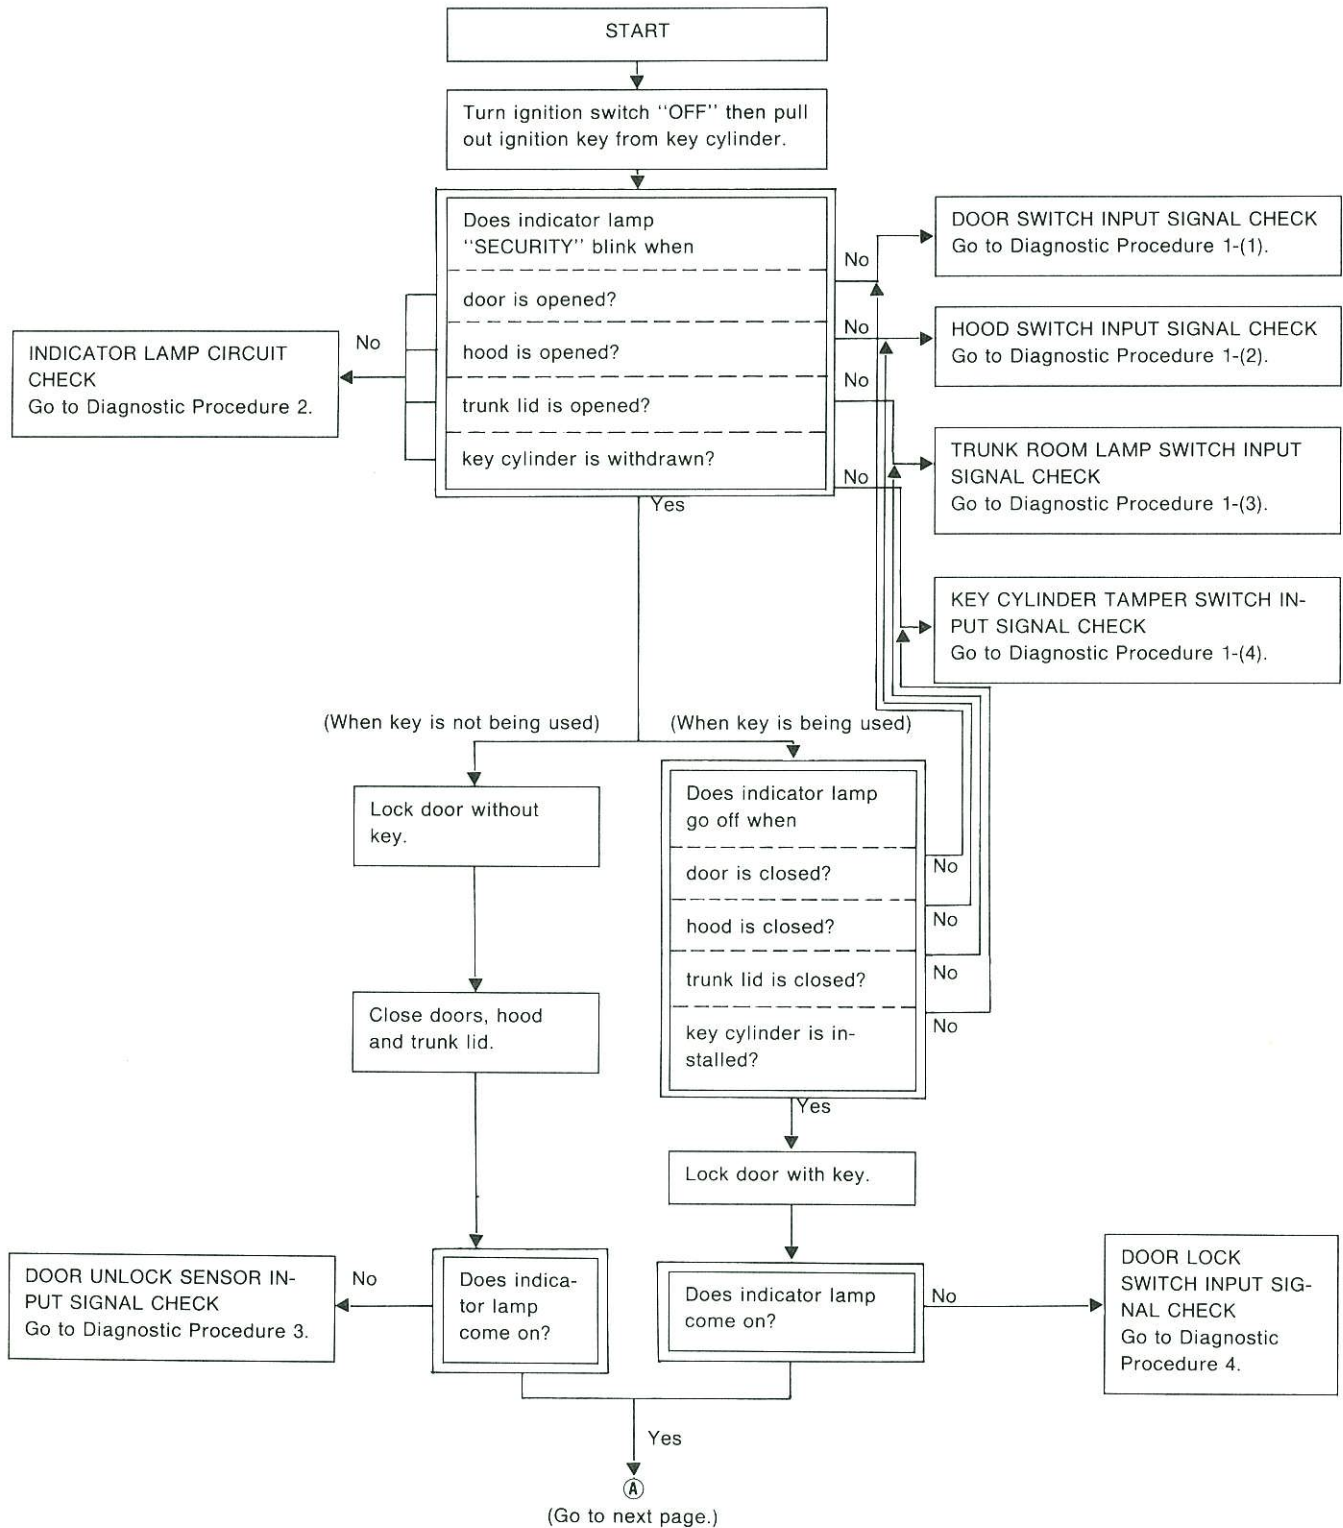 START
Turn ignition switch “OFF” then pull
out ignition key from key cylinder.
Does indicator lamp
“SECURITY” blink when
door is opened?
hood is opened?
trunk lid is opened?
key cylinder is withdrawn?
No
No
No
No
DOOR SWITCH INPUT SIGNAL CHECK
Go to Diagnostic Procedure 1-(1).
HOOD SWITCH INPUT SIGNAL CHECK
Go to Diagnostic Procedure 1-(2).
TRUNK ROOM LAMP SWITCH INPUT
SIGNAL CHECK
Go to Diagnostic Procedure 1-(3).
KEY CYLINDER TAMPER SWITCH IN-
PUT SIGNAL CHECK
Go to Diagnostic Procedure 1-(4).
No
INDICATOR LAMP CIRCUIT
CHECK
Go to Diagnostic Procedure 2.
Yes
(When key is not being used)
(When key is being used)
Lock door without
key.
Close doors, hood
and trunk lid.
Does indicator lamp
go off when
door is closed?
hood is closed?
trunk lid is closed?
key cylinder is in-
stalled?
No
No
No
No
Yes
Lock door with key.
DOOR UNLOCK SENSOR IN-
PUT SIGNAL CHECK
Go to Diagnostic Procedure 3.
No
Does indica-
tor lamp
come on?
Does indicator lamp
come on?
No
DOOR LOCK
SWITCH INPUT SIG-
NAL CHECK
Go to Diagnostic
Procedure 4.
Yes
A
(Go to next page.)